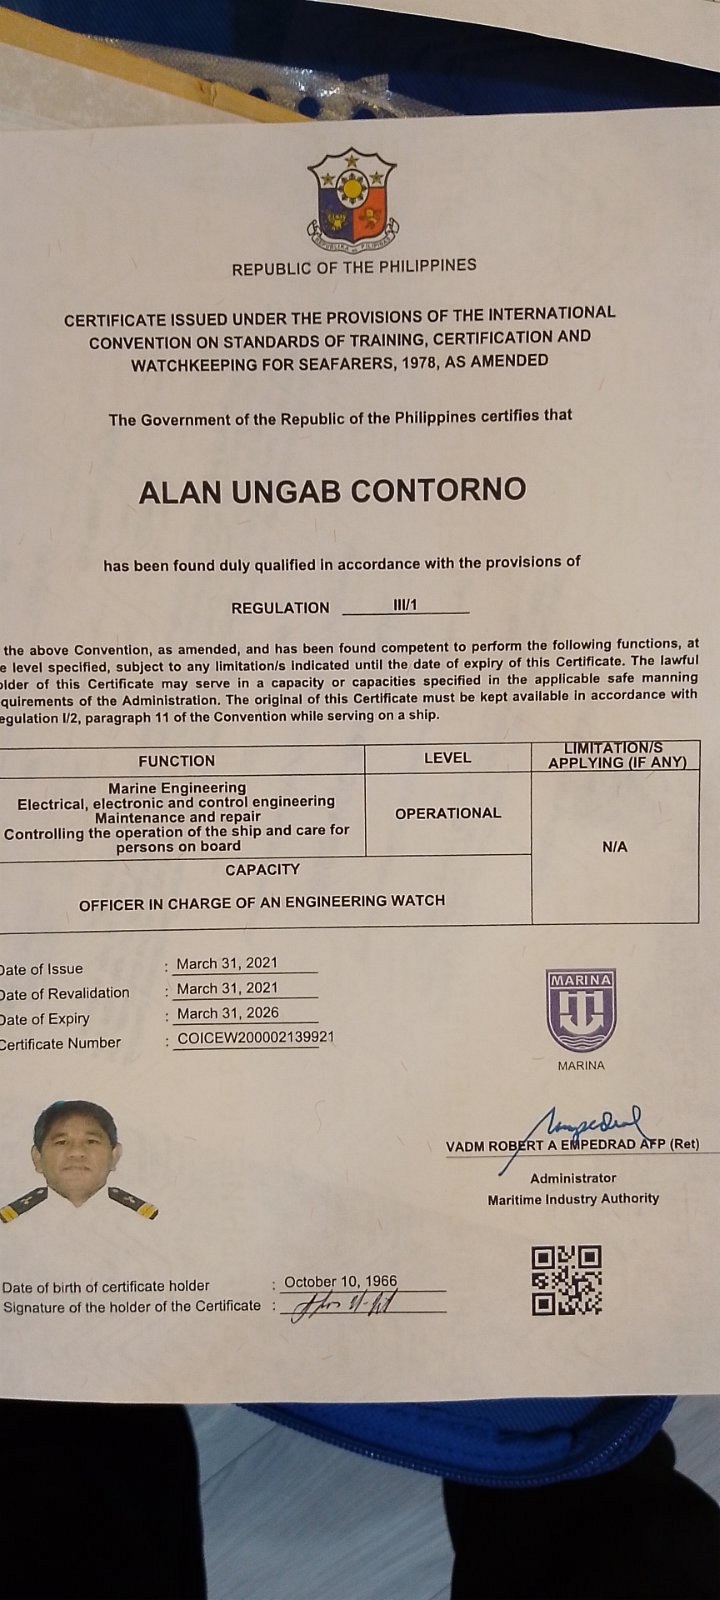 REPUBLIC OF THE PHILIPPINES
CERTIFICATE ISSUED UNDER THE PROVISIONS OF THE INTERNATIONAL
CONVENTION ON STANDARDS OF TRAINING, CERTIFICATION AND
WATCHKEEPING FOR SEAFARERS, 1978, AS AMENDED
The Government of the Republic of the Philippines certifies that
ALAN UNGAB CONTORNO
has been found duly qualified in accordance with the provisions of
REGULATION III/1
the above Convention, as amended, and has been found competent to perform the following functions, at
e level specified, subject to any limitation/s indicated until the date of expiry of this Certificate. The lawful
older of this Certificate may serve in a capacity or capacities specified in the applicable safe manning
quirements of the Administration. The original of this Certificate must be kept available in accordance with
egulation I/2, paragraph 11 of the Convention while serving on a ship.
FUNCTION LEVEL LIMITATION/S
APPLYING (IF ANY)
Marine Engineering
Electrical, electronic and control engineering
Maintenance and repair
Controlling the operation of the ship and care for
persons on board
OPERATIONAL
N/A
CAPACITY
OFFICER IN CHARGE OF AN ENGINEERING WATCH
Date of Issue : March 31, 2021
Date of Revalidation : March 31, 2021
Date of Expiry : March 31, 2026
Certificate Number : COICEW200002139921
MARINA
MARINA
VADM ROBERT A EMPEDRAD AFP (Ret)
Administrator
Maritime Industry Authority
Date of birth of certificate holder : October 10, 1966
Signature of the holder of the Certificate :